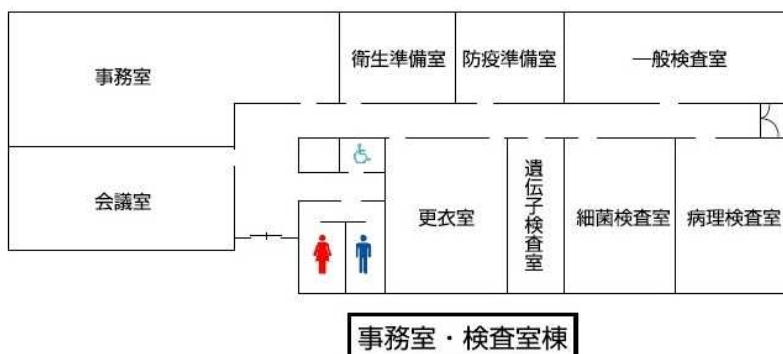 事務室
衛生準備室
防疫準備室
一般検査室
会議室
更衣室
遺伝子検査室
細菌検査室
病理検査室
事務室・検査室棟